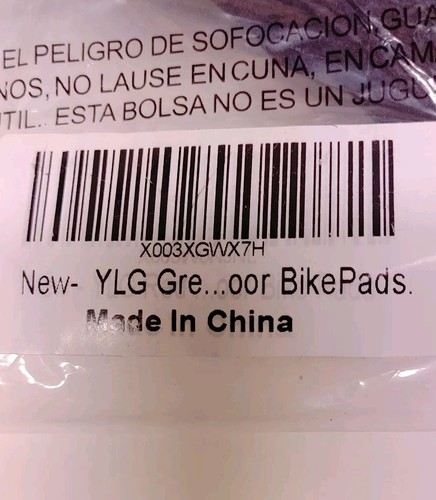 EL PELIGRO DE SOFOCACION, GUA
NOS, NO LAUSE EN CUNA, EN CAM
TIL. ESTA BOLSA NO ES UN JUGU
X003XGWX7H
New- YLG Gre...oor BikePads.
Made In China